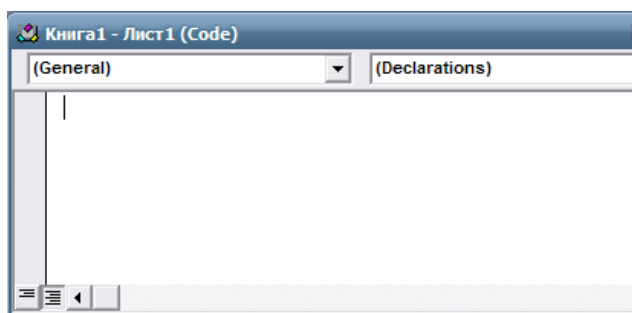 Книга1 - Лист1 (Code)
(General) (Declarations)